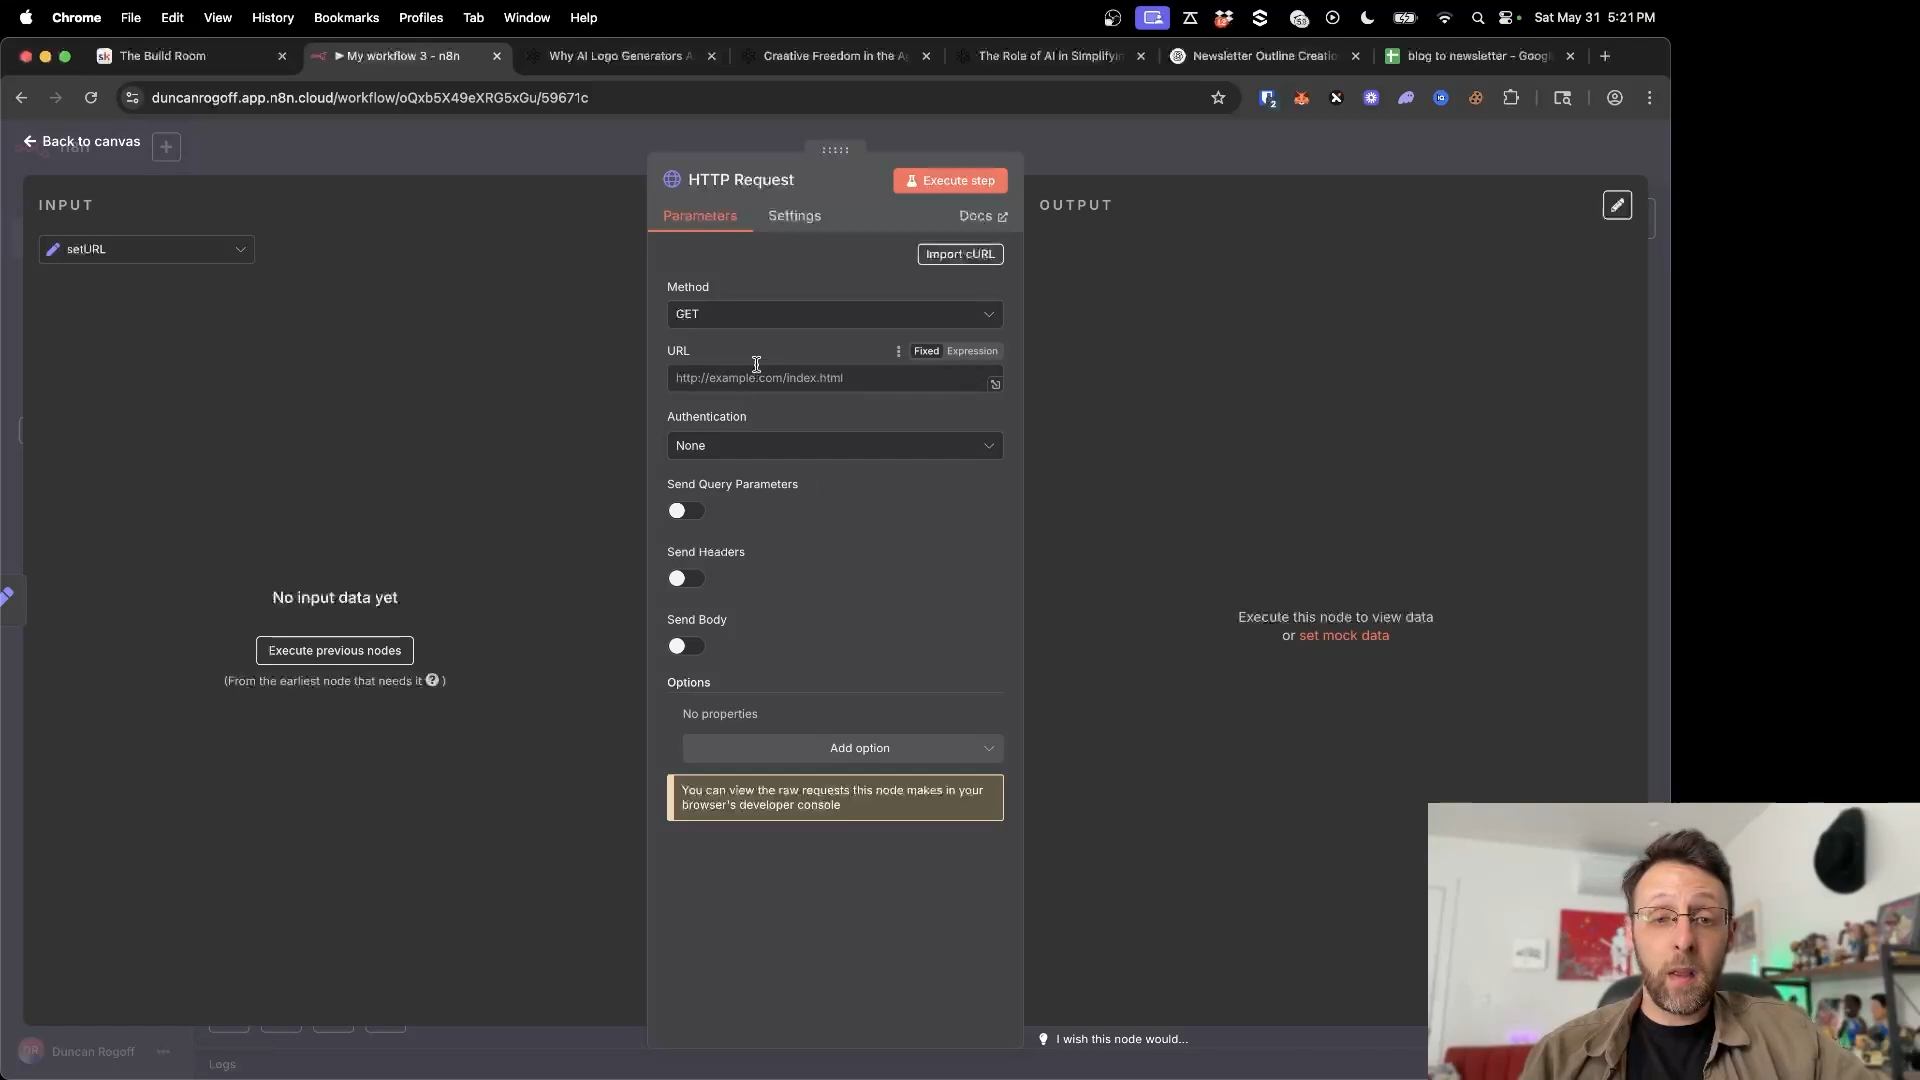 Chrome File Edit View History Bookmarks Profiles Tab Window Help
Sat May 31 5:21 PM
The Build Room
▶ My workflow 3 - n8n
Why AI Logo Generators A
Creative Freedom in the A
The Role of AI in Simplifyin
Newsletter Outline Creatio
blog to newsletter - Googl
duncanrogoff.app.n8n.cloud/workflow/oQxb5X49eXRG5xGu/59671c
Back to canvas
INPUT
setURL
No input data yet
Execute previous nodes
(From the earliest node that needs it ? )
HTTP Request
Execute step
Parameters
Settings
Docs
Import cURL
Method
GET
URL
Fixed Expression
http://example.com/index.html
Authentication
None
Send Query Parameters
Send Headers
Send Body
Options
No properties
Add option
You can view the raw requests this node makes in your
browser's developer console
OUTPUT
Execute this node to view data
or set mock data
I wish this node would...
DR
Duncan Rogoff
Logs